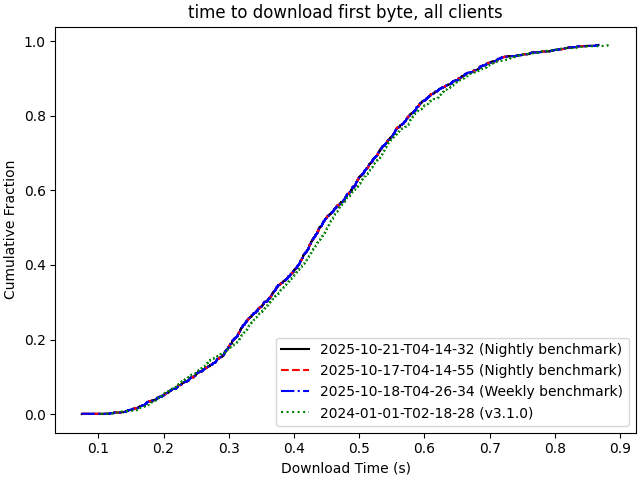 time to download first byte, all clients
1.0
0.8
0.6
0.4
0.2
0.0
Cumulative Fraction
2025-10-21-T04-14-32 (Nightly benchmark)
2025-10-17-T04-14-55 (Nightly benchmark)
2025-10-18-T04-26-34 (Weekly benchmark)
2024-01-01-T02-18-28 (v3.1.0)
0.1 0.2 0.3 0.4 0.5 0.6 0.7 0.8 0.9
Download Time (s)